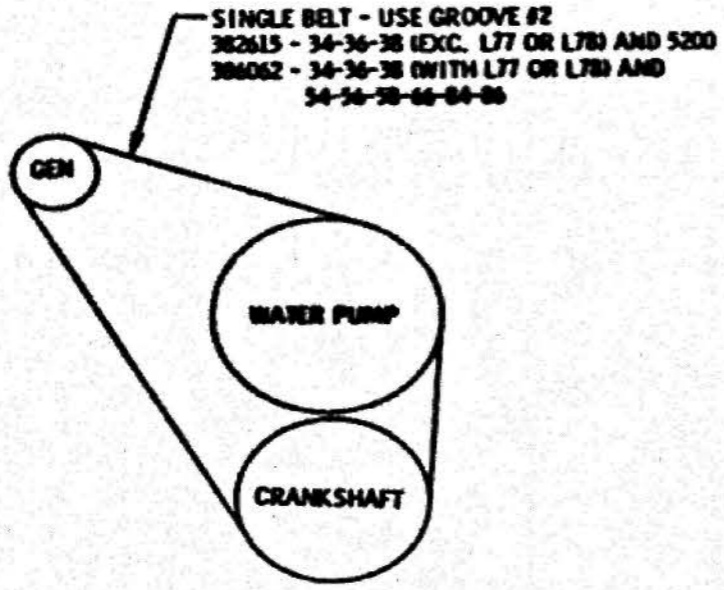 SINGLE BELT - USE GROOVE #2
382615 - 34-36-38 (EXC. L77 OR L78) AND 5200
386062 - 34-36-38 (WITH L77 OR L78) AND
54-56-58-66-84-86
GEN
WATER PUMP
CRANKSHAFT